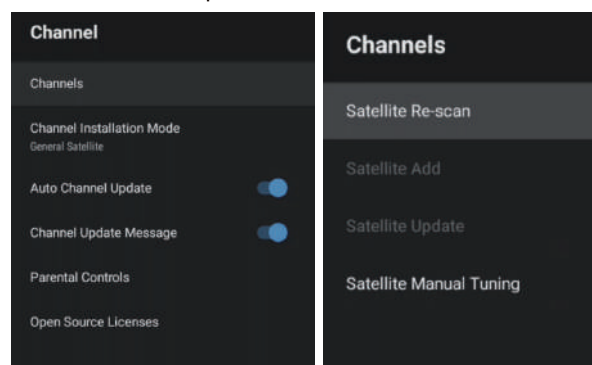 Channel
Channels
Channel Installation Mode
General Satellite
Auto Channel Update
Channel Update Message
Parental Controls
Open Source Licenses
Channels
Satellite Re-scan
Satellite Add
Satellite Update
Satellite Manual Tuning